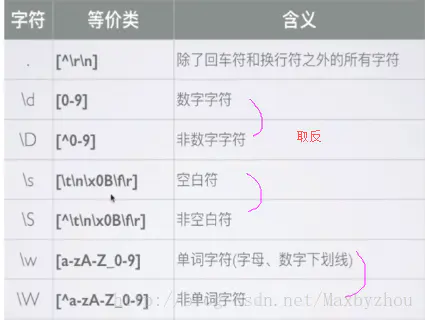 字符 等价类 含义
. [^\r\n] 除了回车符和换行符之外的所有字符
\d [0-9] 数字字符
\D [^0-9] 非数字字符
取反
\s [\t\n\x0B\f\r] 空白符
\S [^\t\n\x0B\f\r] 非空白符
\w [a-zA-Z_0-9] 单词字符(字母、数字下划线)
\W [^a-zA-Z_0-9] 非单词字符
http://blog.csdn.net/Maxbyzhou